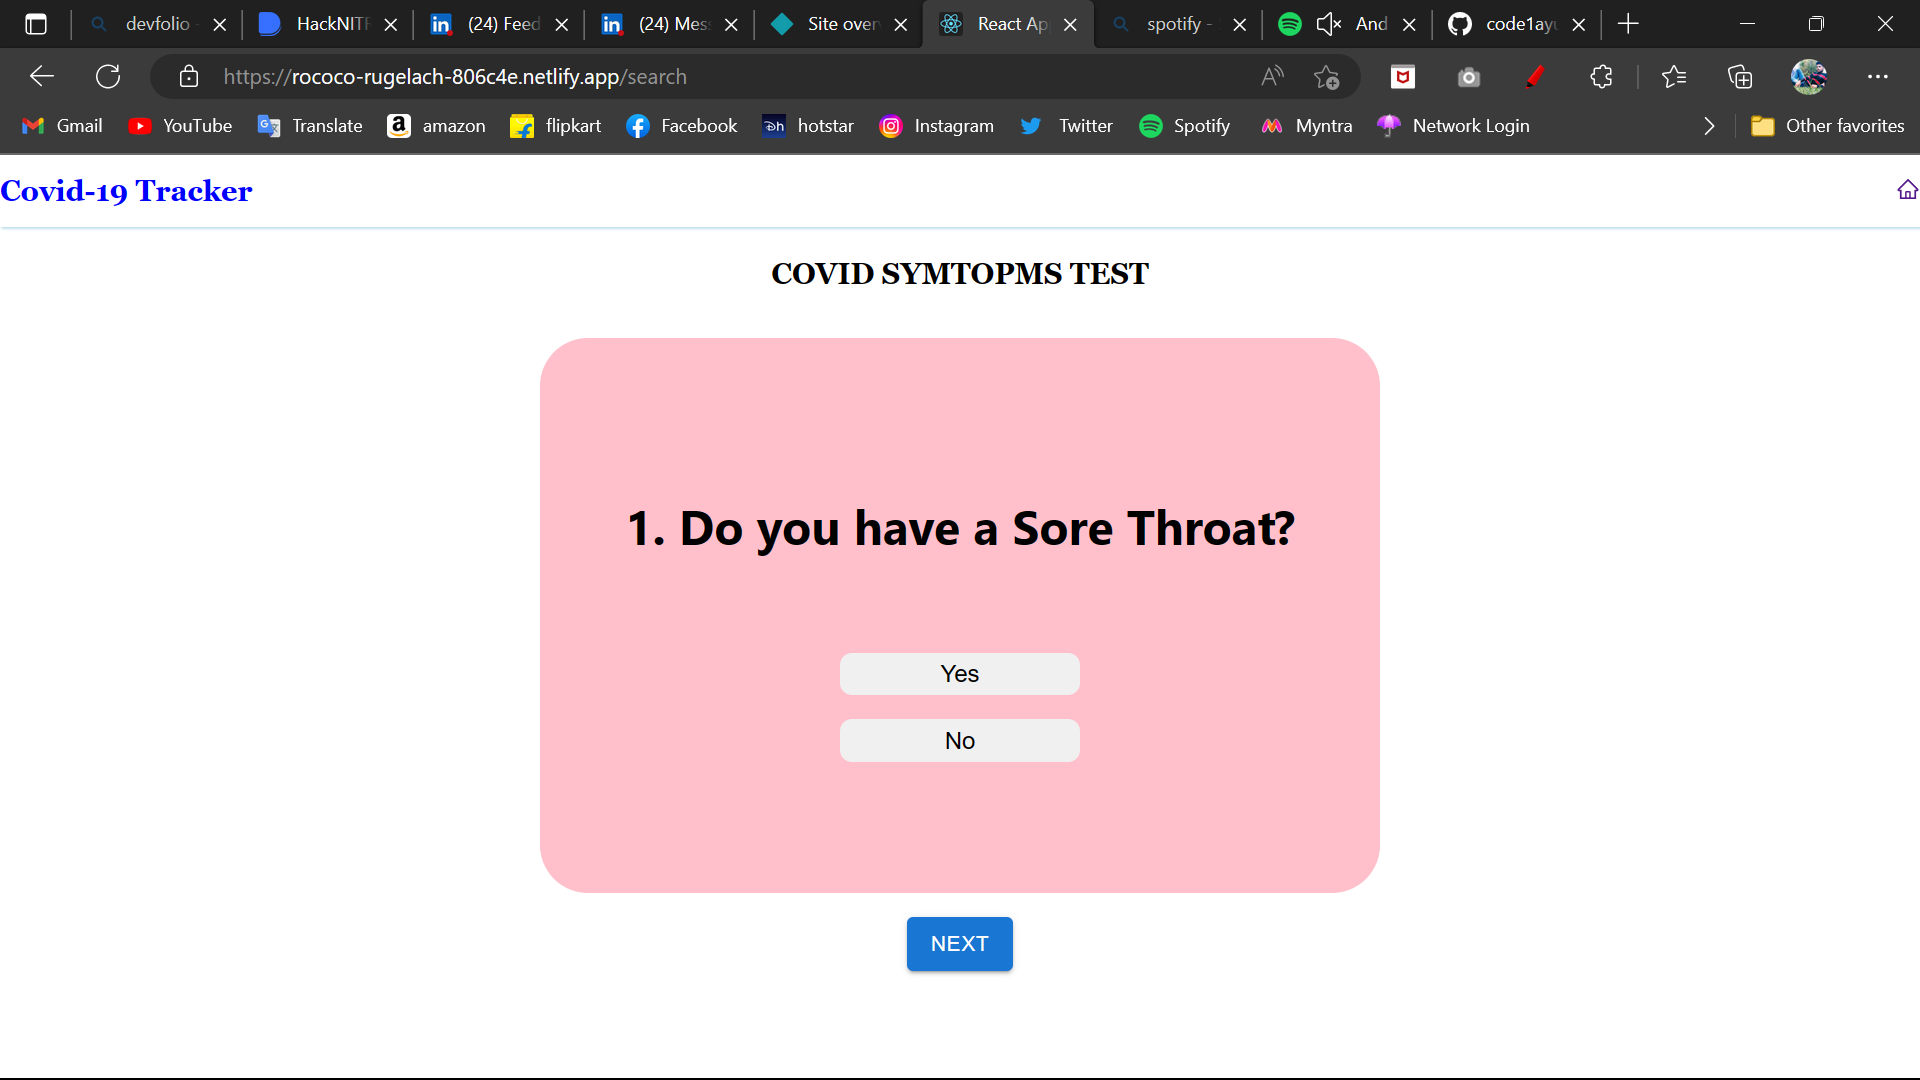 devfolio HackNITR (24) Feed (24) Mess Site over React Ap spotify - And code1ayu
https://rococo-rugelach-806c4e.netlify.app/search
Gmail YouTube Translate amazon flipkart Facebook hotstar Instagram Twitter Spotify Myntra Network Login Other favorites
Covid-19 Tracker
COVID SYMTOPMS TEST
1. Do you have a Sore Throat?
Yes
No
NEXT